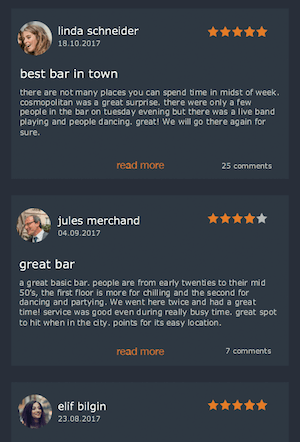 linda schneider
18.10.2017
best bar in town
there are not many places you can spend time in midst of week.
cosmopolitan was a great surprise. there were only a few
people in the bar on tuesday evening but there was a live band
playing and people dancing. great! We will go there again for
sure.
read more
25 comments
jules merchand
04.09.2017
great bar
a great basic bar. people are from early twenties to their mid
50's, the first floor is more for chilling and the second for
dancing and partying. We went here twice and had a great
time! service was good even during really busy time. great spot
to hit when in the city. points for its easy location.
read more
7 comments
elif bilgin
23.08.2017